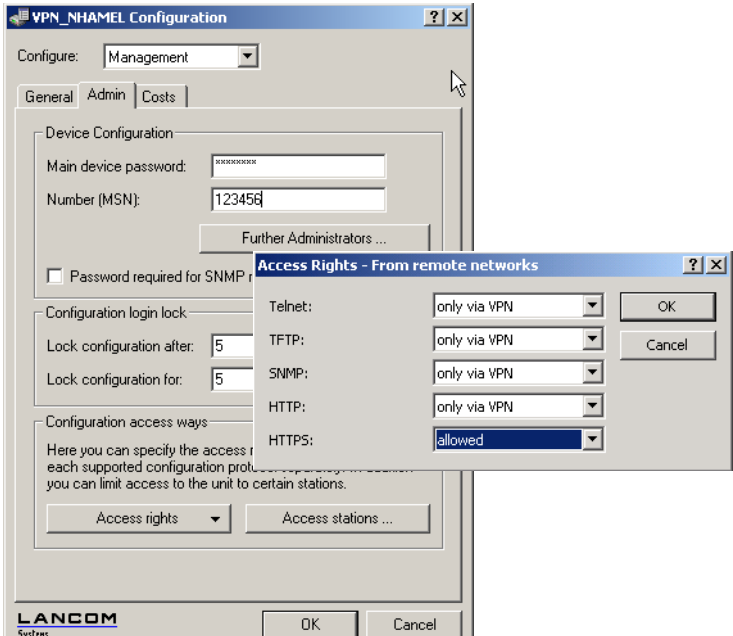 VPN_NHAMEL Configuration
Configure: Management
General Admin Costs
Device Configuration
Main device password: ********
Number (MSN): 123456
Further Administrators ...
Password required for SNMP
Configuration login lock
Lock configuration after: 5
Lock configuration for: 5
Configuration access ways
Here you can specify the access
each supported configuration
you can limit access to the unit to certain stations.
Access rights Access stations ...
LANCOM
Systems
OK Cancel
Access Rights - From remote networks
Telnet: only via VPN OK
TFTP: only via VPN Cancel
SNMP: only via VPN
HTTP: only via VPN
HTTPS: allowed